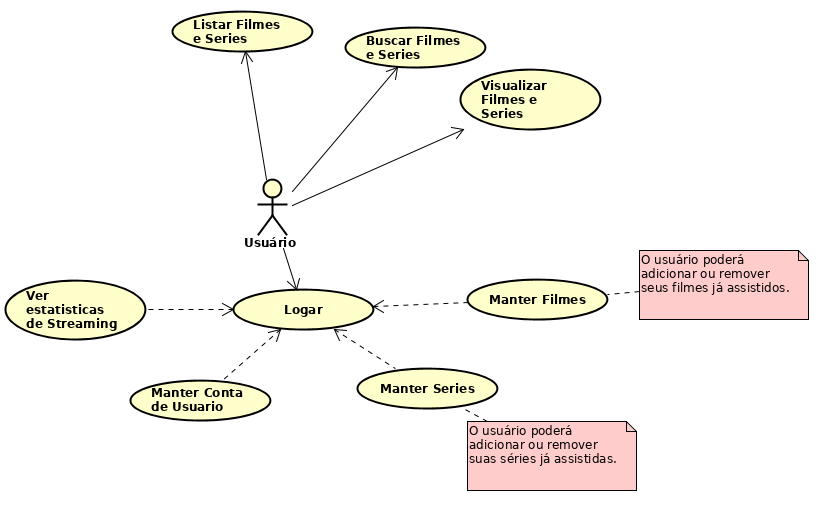 Listar Filmes
e Series
Buscar Filmes
e Series
Visualizar
Filmes e
Series
Usuário
O usuário poderá
adicionar ou remover
seus filmes já assistidos.
Ver
estatisticas
de Streaming
Logar
Manter Filmes
Manter Conta
de Usuario
Manter Series
O usuário poderá
adicionar ou remover
suas séries já assistidas.